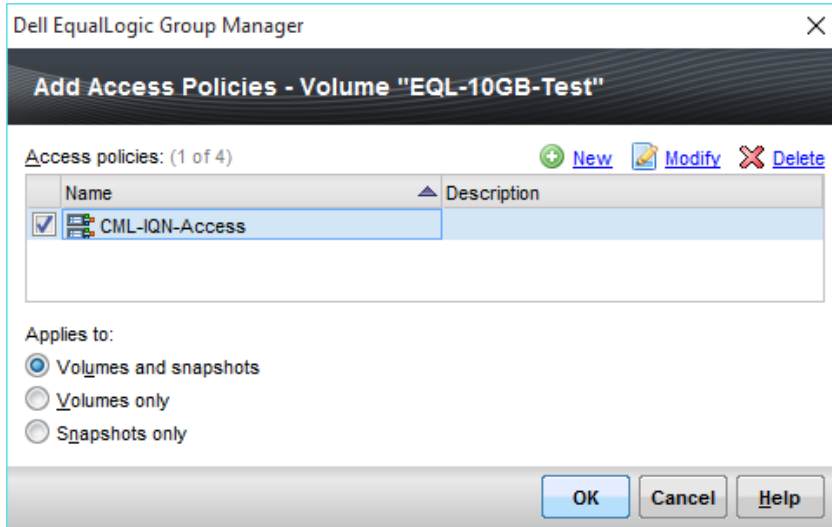 Dell EqualLogic Group Manager
Add Access Policies - Volume "EQL-10GB-Test"
Access policies: (1 of 4) New Modify Delete
Name Description
CML-IQN-Access
Applies to:
Volumes and snapshots
Volumes only
Snapshots only
OK Cancel Help